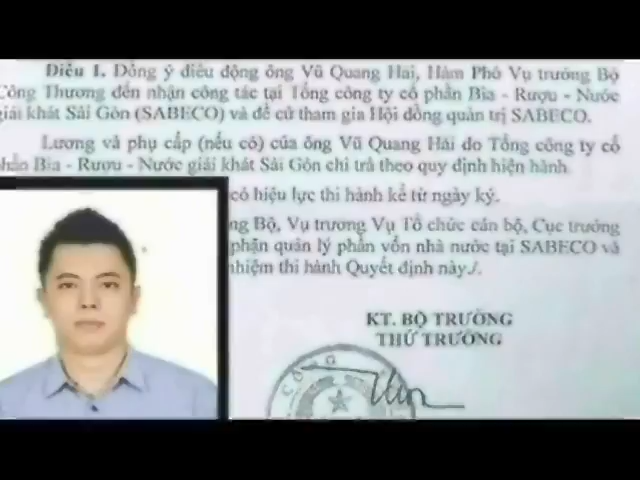 Điều 1. Đồng ý điều động ông Vũ Quang Hải, Hàm Phó Vụ trưởng Bộ
Công Thương đến nhận công tác tại Tổng công ty cổ phần Bia - Rượu - Nước
giải khát Sài Gòn (SABECO) và đề cử tham gia Hội đồng quản trị SABECO.
Lương và phụ cấp (nếu có) của ông Vũ Quang Hải do Tổng công ty cổ
phần Bia - Rượu - Nước giải khát Sài Gòn chi trả theo quy định hiện hành.
có hiệu lực thi hành kể từ ngày ký.
ng Bộ, Vụ trưởng Vụ Tổ chức cán bộ, Cục trưởng
phận quản lý phần vốn nhà nước tại SABECO và
nhiệm thi hành Quyết định này./.
KT. BỘ TRƯỞNG
THỨ TRƯỞNG